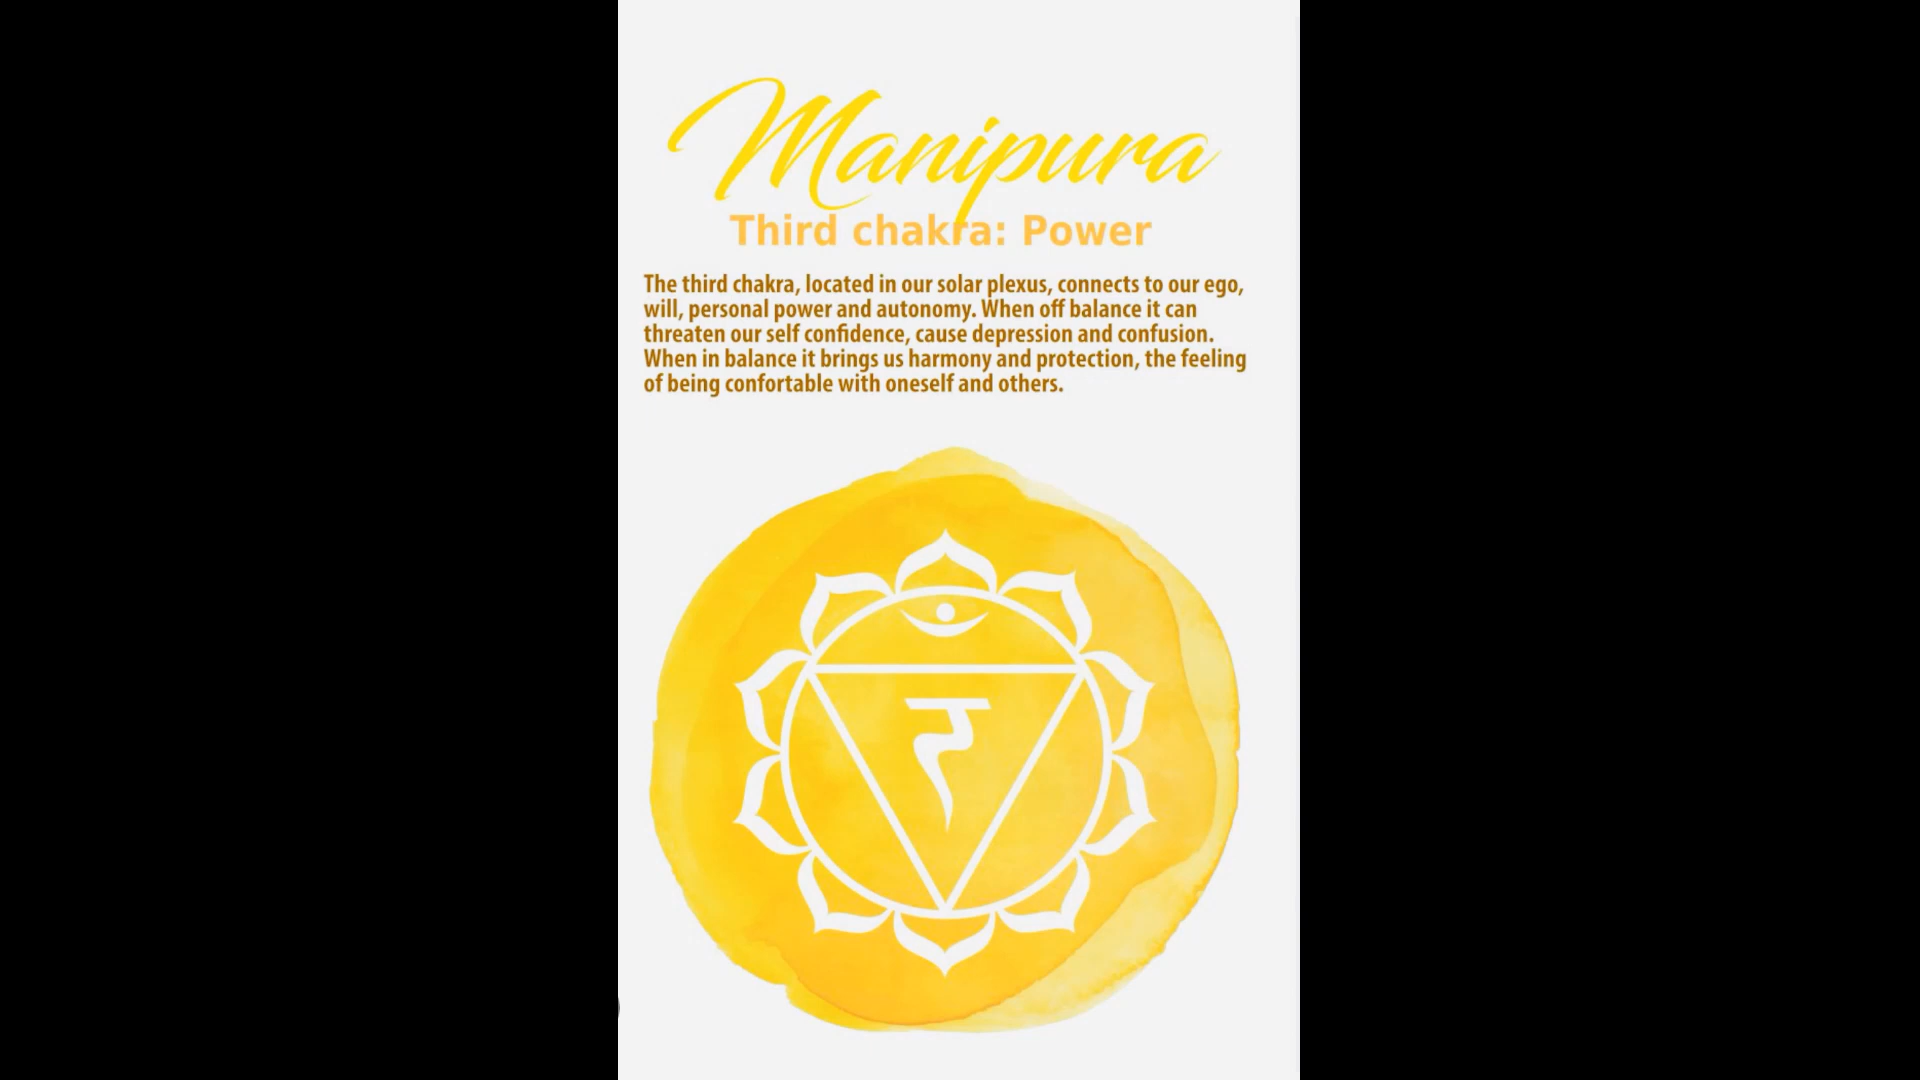 Manipura
Third chakra: Power
The third chakra, located in our solar plexus, connects to our ego,
will, personal power and autonomy. When off balance it can
threaten our self confidence, cause depression and confusion.
When in balance it brings us harmony and protection, the feeling
of being confortable with oneself and others.
र